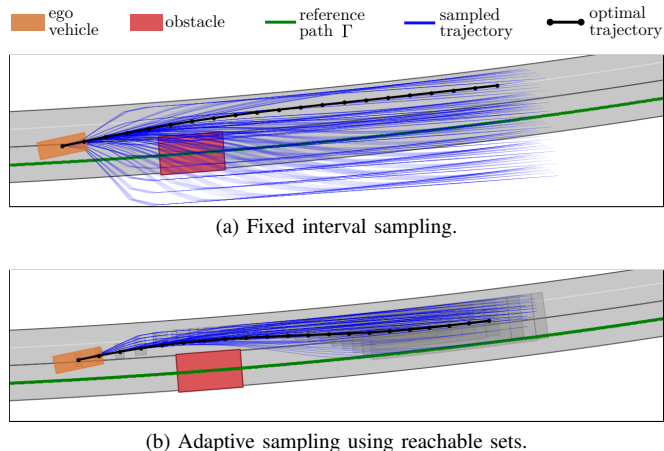 ego vehicle
obstacle
reference path Γ
sampled trajectory
optimal trajectory
(a) Fixed interval sampling.
(b) Adaptive sampling using reachable sets.